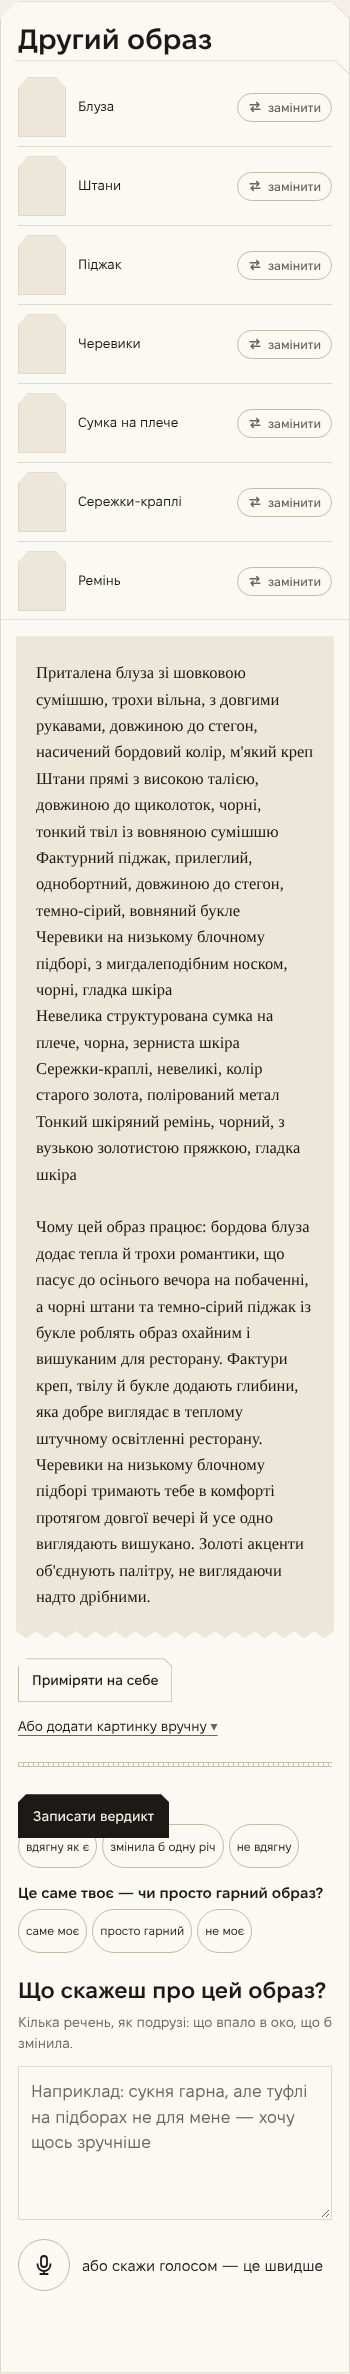 Другий образ
Блуза
замінити
Штани
замінити
Піджак
замінити
Черевики
замінити
Сумка на плече
замінити
Сережки-краплі
замінити
Ремінь
замінити
Приталена блуза зі шовковою
сумішшю, трохи вільна, з довгими
рукавами, довжиною до стегон,
насичений бордовий колір, м'який креп
Штани прямі з високою талією,
довжиною до щиколоток, чорні,
тонкий твіл із вовняною сумішшю
Фактурний піджак, прилеглий,
однобортний, довжиною до стегон,
темно-сірий, вовняний букле
Черевики на низькому блочному
підборі, з мигдалеподібним носком,
чорні, гладка шкіра
Невелика структурована сумка на
плече, чорна, зерниста шкіра
Сережки-краплі, невеликі, колір
старого золота, полірований метал
Тонкий шкіряний ремінь, чорний, з
вузькою золотистою пряжкою, гладка
шкіра
Чому цей образ працює: бордова блуза
додає тепла й трохи романтики, що
пасує до осіннього вечора на побаченні,
а чорні штани та темно-сірий піджак із
букле роблять образ охайним і
вишуканим для ресторану. Фактури
креп, твілу й букле додають глибини,
яка добре виглядає в теплому
штучному освітленні ресторану.
Черевики на низькому блочному
підборі тримають тебе в комфорті
протягом довгої вечері й усе одно
виглядають вишукано. Золоті акценти
об'єднують палітру, не виглядаючи
надто дрібними.
Приміряти на себе
Або додати картинку вручну ▾
Записати вердикт
вдягну як є
змінила б одну річ
не вдягну
Це саме твоє — чи просто гарний образ?
саме моє
просто гарний
не моє
Що скажеш про цей образ?
Кілька речень, як подрузі: що впало в око, що б
змінила.
Наприклад: сукня гарна, але туфлі
на підборах не для мене — хочу
щось зручніше
або скажи голосом — це швидше